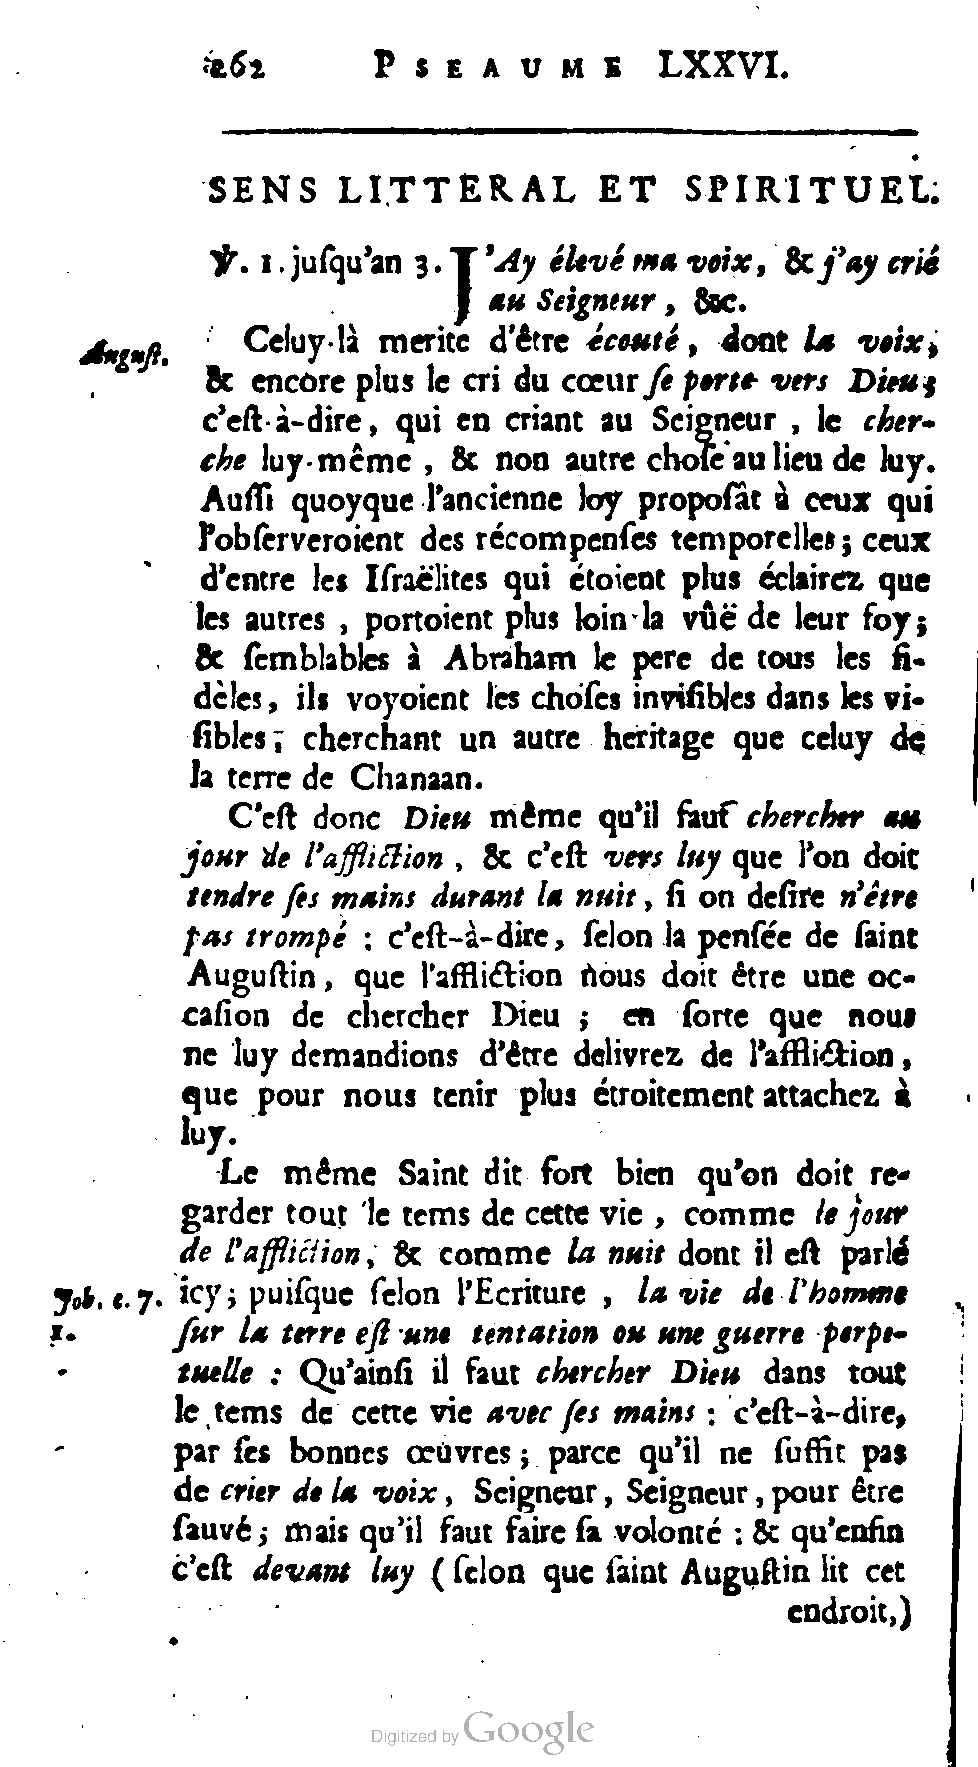 262 PSEAUME LXXVI.
SENS LITTERAL ET SPIRITUEL.
℣. 1. juſqu'an 3. J'Ay élevé ma voix, & j'ay crié
au Seigneur, &c.
Auguſt.
Celuy-là merite d'être écouté, dont la voix,
& encore plus le cri du cœur ſe porte vers Dieu;
c'eſt-à-dire, qui en criant au Seigneur, le cher-
che luy-même, & non autre choſe au lieu de luy.
Auſſi quoyque l'ancienne loy propoſât à ceux qui
l'obſerveroient des récompenſes temporelles; ceux
d'entre les Iſraëlites qui étoient plus éclairez que
les autres, portoient plus loin la vûë de leur foy;
& ſemblables à Abraham le pere de tous les fi-
dèles, ils voyoient les choſes inviſibles dans les vi-
ſibles; cherchant un autre heritage que celuy de
la terre de Chanaan.
C'eſt donc Dieu même qu'il faut chercher au
jour de l'affliction, & c'eſt vers luy que l'on doit
tendre ſes mains durant la nuit, ſi on deſire n'être
pas trompé : c'eſt-à-dire, ſelon la penſée de ſaint
Auguſtin, que l'affliction nous doit être une oc-
caſion de chercher Dieu ; en ſorte que nous
ne luy demandions d'être delivrez de l'affliction,
que pour nous tenir plus étroitement attachez à
luy.
Le même Saint dit fort bien qu'on doit re-
garder tout le tems de cette vie, comme le jour
de l'affliction, & comme la nuit dont il eſt parlé
Job. c. 7.
1.
icy; puiſque ſelon l'Ecriture, la vie de l'homme
ſur la terre eſt une tentation ou une guerre perpe-
tuelle : Qu'ainſi il faut chercher Dieu dans tout
le tems de cette vie avec ſes mains : c'eſt-à-dire,
par ſes bonnes œuvres; parce qu'il ne ſuffit pas
de crier de la voix, Seigneur, Seigneur, pour être
ſauvé; mais qu'il faut faire ſa volonté : & qu'enfin
c'eſt devant luy (ſelon que ſaint Auguſtin lit cet
endroit,)
Digitized by Google